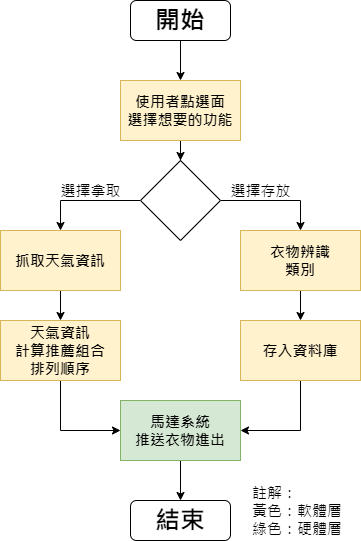 開始
使用者點選面
選擇想要的功能
選擇拿取
選擇存放
抓取天氣資訊
衣物辨識
類別
天氣資訊
計算推薦組合
排列順序
存入資料庫
馬達系統
推送衣物進出
結束
註解：
黃色：軟體層
綠色：硬體層